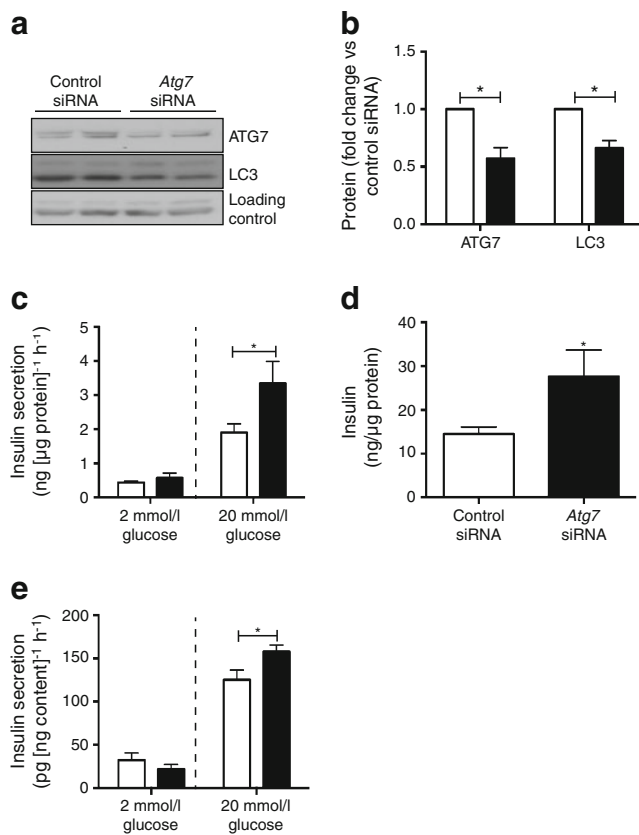 a
Control
siRNA
Atg7
siRNA
ATG7
LC3
Loading
control
b
Protein (fold change vs
control siRNA)
1.5
1.0
0.5
0.0
*
*
ATG7
LC3
c
Insulin secretion
(ng [µg protein]⁻¹ h⁻¹)
5
4
3
2
1
0
*
2 mmol/l
glucose
20 mmol/l
glucose
d
Insulin
(ng/µg protein)
40
30
15
10
0
*
Control
siRNA
Atg7
siRNA
e
Insulin secretion
(pg [ng content]⁻¹ h⁻¹)
200
150
100
50
0
*
2 mmol/l
glucose
20 mmol/l
glucose